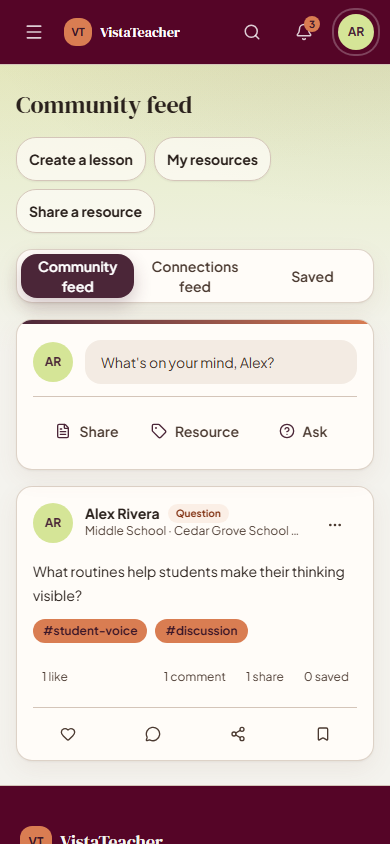 VT VistaTeacher 3 AR
Community feed
Create a lesson My resources
Share a resource
Community feed Connections feed Saved
AR What's on your mind, Alex?
Share Resource Ask
AR Alex Rivera Question
Middle School · Cedar Grove School ...
What routines help students make their thinking
visible?
#student-voice #discussion
1 like 1 comment 1 share 0 saved
VT VistaTeacher